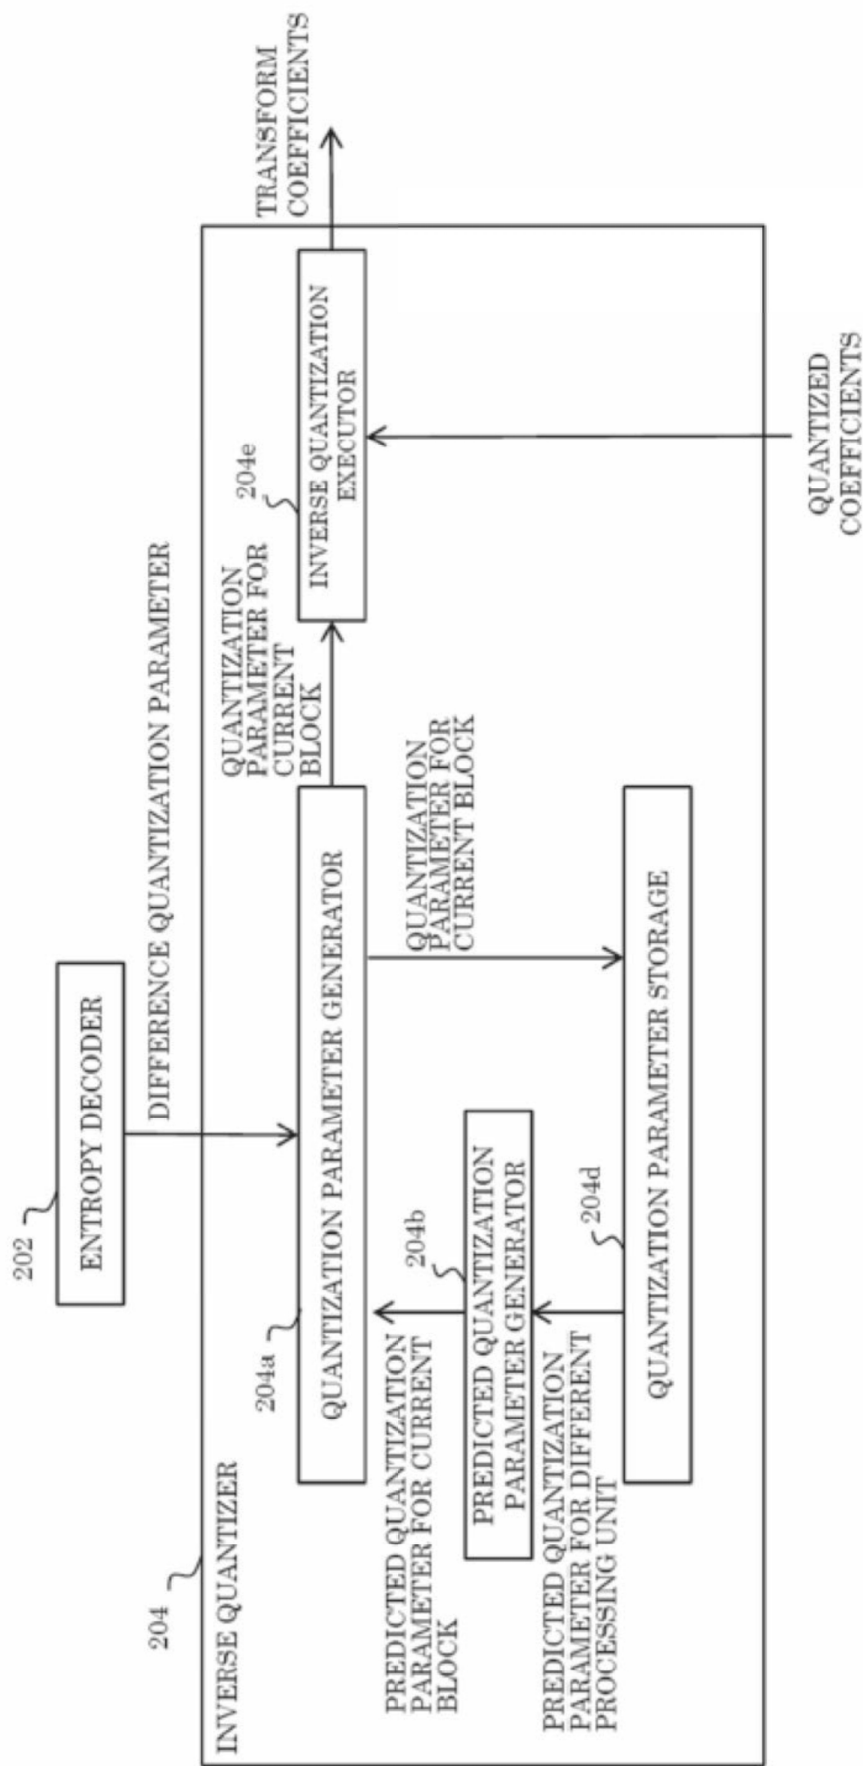 202
ENTROPY DECODER
DIFFERENCE QUANTIZATION PARAMETER
204
INVERSE QUANTIZER
204a
QUANTIZATION PARAMETER GENERATOR
QUANTIZATION
PARAMETER FOR
CURRENT
BLOCK
204e
INVERSE QUANTIZATION
EXECUTOR
TRANSFORM
COEFFICIENTS
PREDICTED QUANTIZATION
PARAMETER FOR CURRENT
BLOCK
204b
PREDICTED QUANTIZATION
PARAMETER GENERATOR
QUANTIZATION
PARAMETER FOR
CURRENT BLOCK
PREDICTED QUANTIZATION
PARAMETER FOR DIFFERENT
PROCESSING UNIT
204d
QUANTIZATION PARAMETER STORAGE
QUANTIZED
COEFFICIENTS